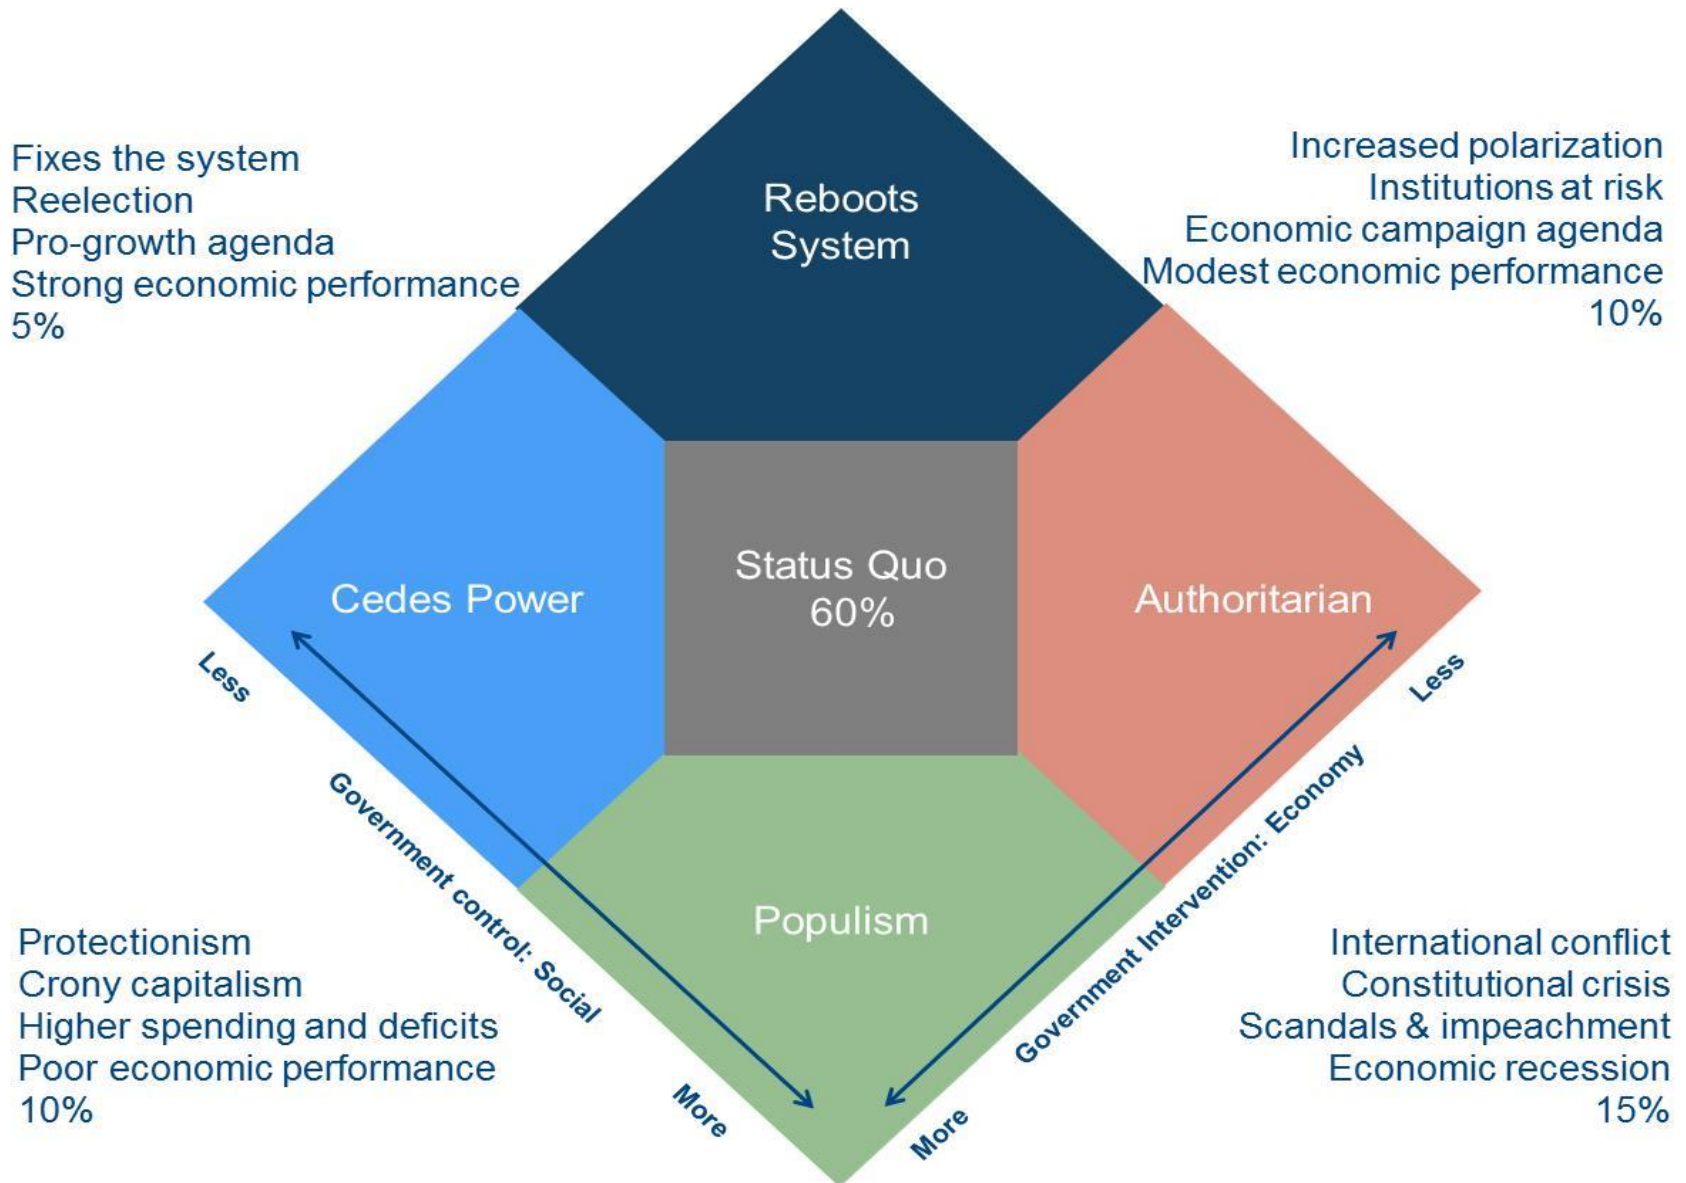 Reboots
System
Fixes the system
Reelection
Pro-growth agenda
Strong economic performance
5%
Increased polarization
Institutions at risk
Economic campaign agenda
Modest economic performance
10%
Cedes Power
Status Quo
60%
Authoritarian
Less
Government control: Social
More
Less
Government Intervention: Economy
More
Populism
Protectionism
Crony capitalism
Higher spending and deficits
Poor economic performance
10%
International conflict
Constitutional crisis
Scandals & impeachment
Economic recession
15%